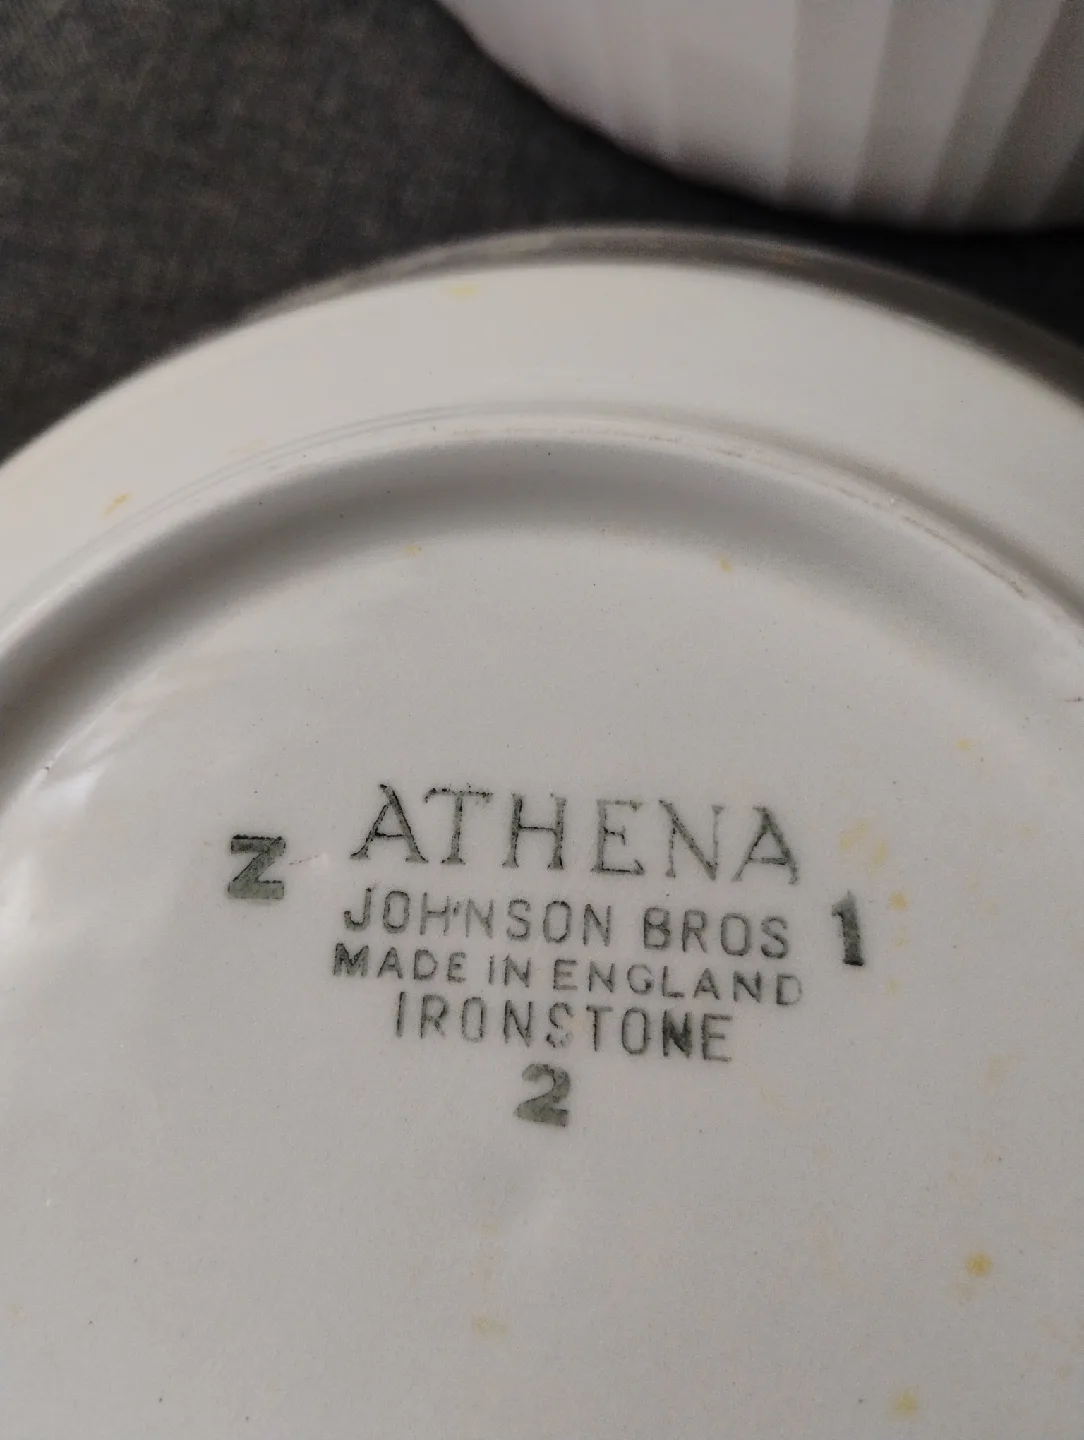 ATHENA
Z
JOHNSON BROS
1
MADE IN ENGLAND
IRONSTONE
2